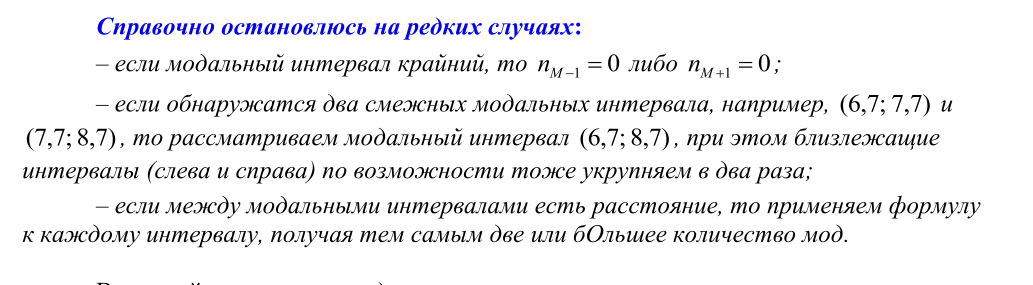 Справочно остановлюсь на редких случаях:
– если модальный интервал крайний, то n_{M−1} = 0 либо n_{M+1} = 0;
– если обнаружатся два смежных модальных интервала, например, (6,7; 7,7) и
(7,7; 8,7), то рассматриваем модальный интервал (6,7; 8,7), при этом близлежащие
интервалы (слева и справа) по возможности тоже укрупняем в два раза;
– если между модальными интервалами есть расстояние, то применяем формулу
к каждому интервалу, получая тем самым две или бОльшее количество мод.